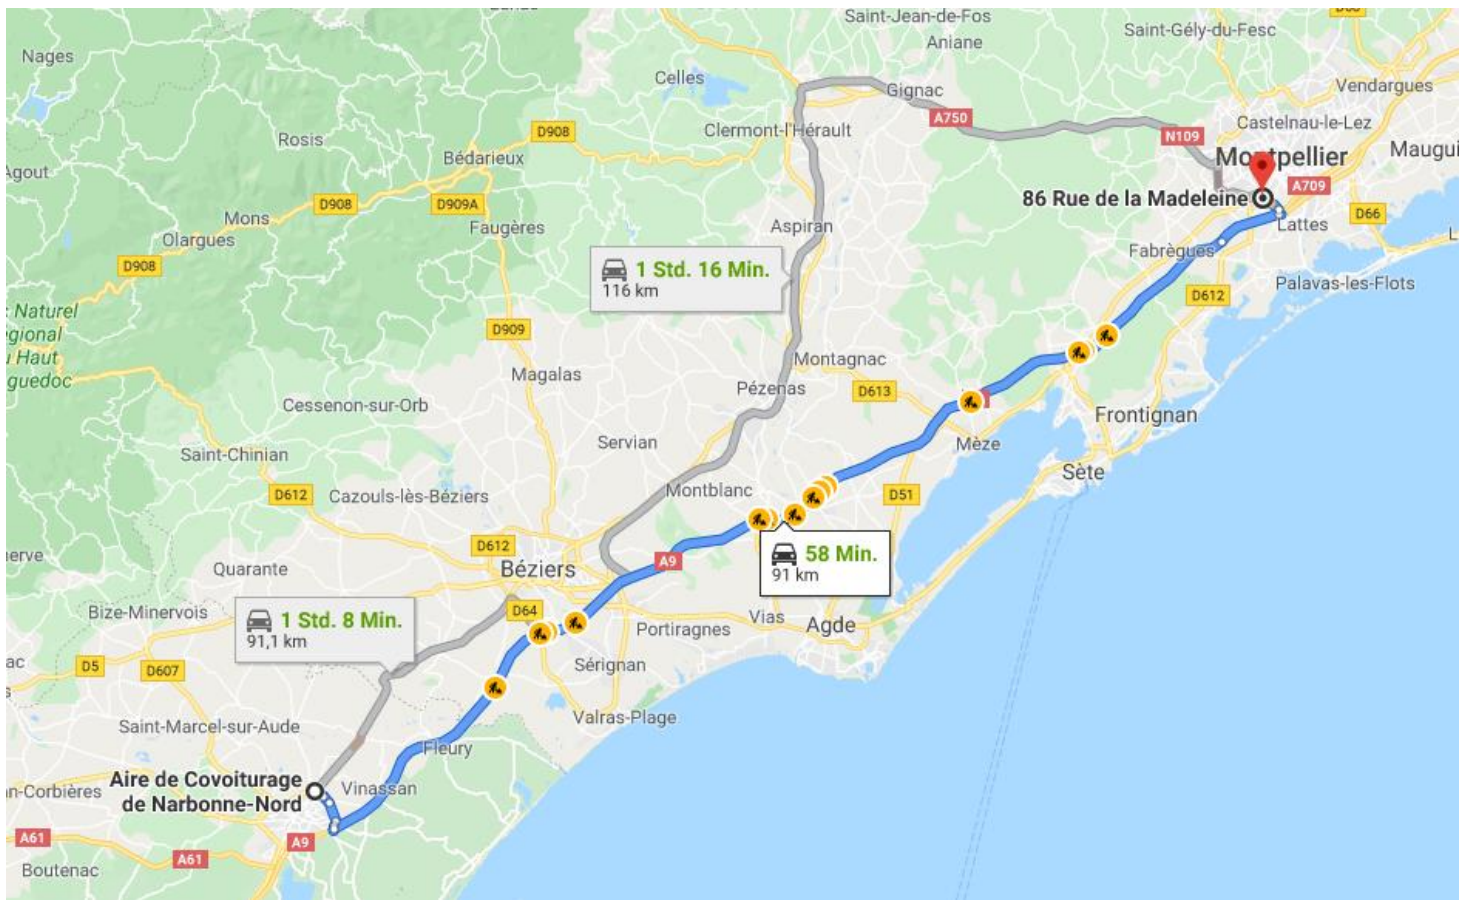 Saint-Jean-de-Fos
Aniane
Saint-Gély-du-Fesc
Nages
Celles
Gignac
Vendargues
A750
Clermont-l'Hérault
D908
N109
Castelnau-le-Lez
Rosis
Bédarieux
Montpellier
Maugui
Agout
A709
86 Rue de la Madeleine
D908
D909A
Mons
Faugères
Aspiran
Lattes
D66
Olargues
Fabrègues
D908
1 Std. 16 Min.
116 km
Palavas-les-Flots
D612
c Naturel
égional
u Haut
guedoc
D909
Montagnac
Magalas
Pézenas
D613
Cessenon-sur-Orb
Frontignan
Servian
Mèze
Saint-Chinian
Sète
D612
Cazouls-lès-Béziers
Montblanc
D51
D612
erve
Quarante
Béziers
A9
58 Min.
91 km
Bize-Minervois
D64
1 Std. 8 Min.
91,1 km
Portiragnes
Vias
Agde
ac
D5
D607
Sérignan
Saint-Marcel-sur-Aude
Valras-Plage
Fleury
Aire de Covoiturage
de Narbonne-Nord
Vinassan
n-Corbières
A61
A9
A61
Boutenac